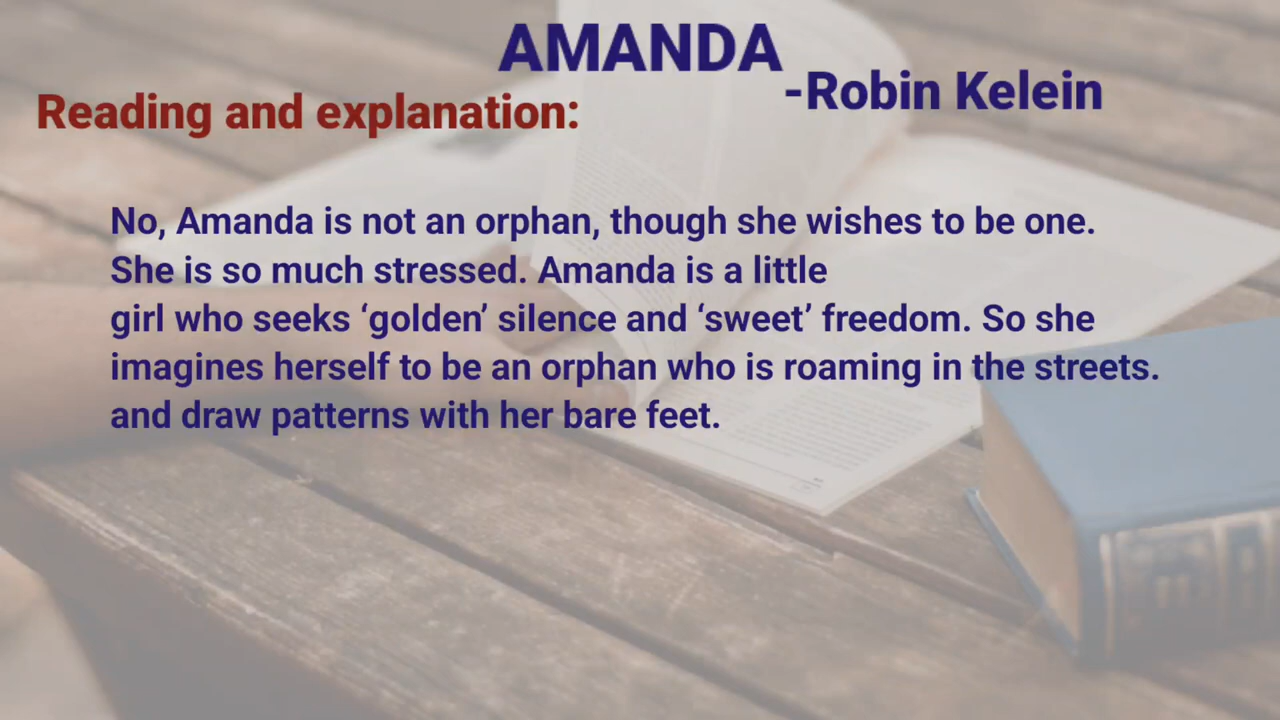 AMANDA
-Robin Kelein
Reading and explanation:
No, Amanda is not an orphan, though she wishes to be one.
She is so much stressed. Amanda is a little
girl who seeks ‘golden’ silence and ‘sweet’ freedom. So she
imagines herself to be an orphan who is roaming in the streets.
and draw patterns with her bare feet.